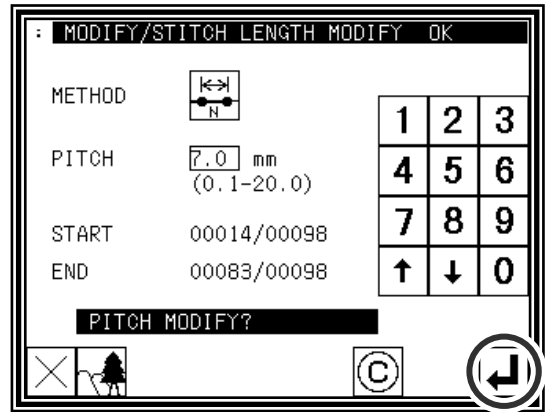 : MODIFY/STITCH LENGTH MODIFY OK
METHOD
N
PITCH 7.0 mm
(0.1-20.0)
START 00014/00098
END 00083/00098
1 2 3
4 5 6
7 8 9
↑ ↓ 0
PITCH MODIFY?
C